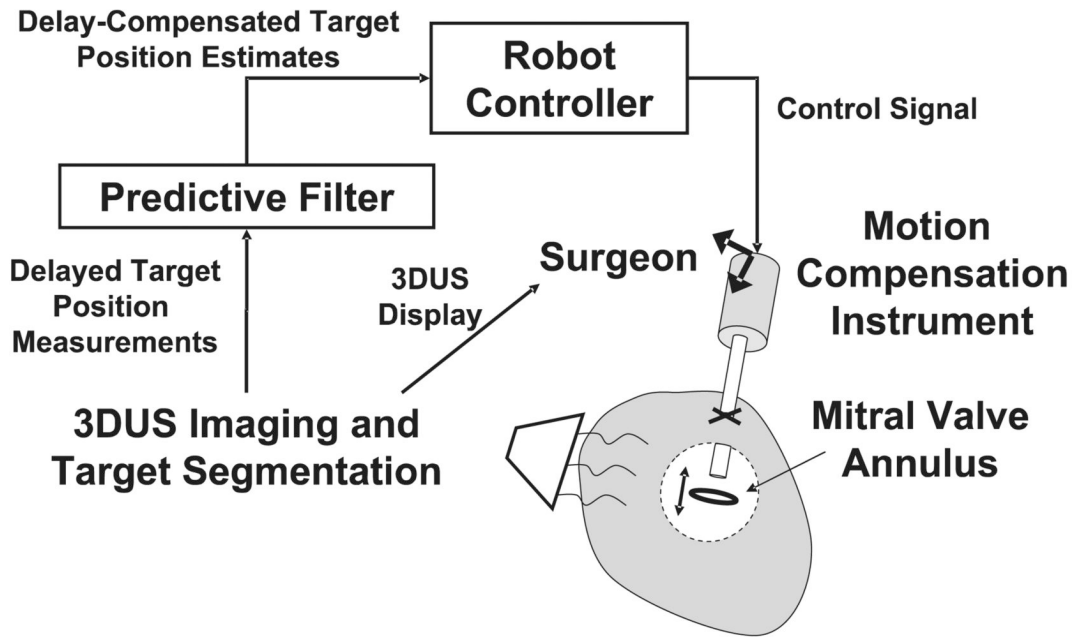 Delay-Compensated Target
Position Estimates
Robot
Controller
Control Signal
Predictive Filter
Delayed Target
Position
Measurements
3DUS
Display
Surgeon
Motion
Compensation
Instrument
3DUS Imaging and
Target Segmentation
Mitral Valve
Annulus